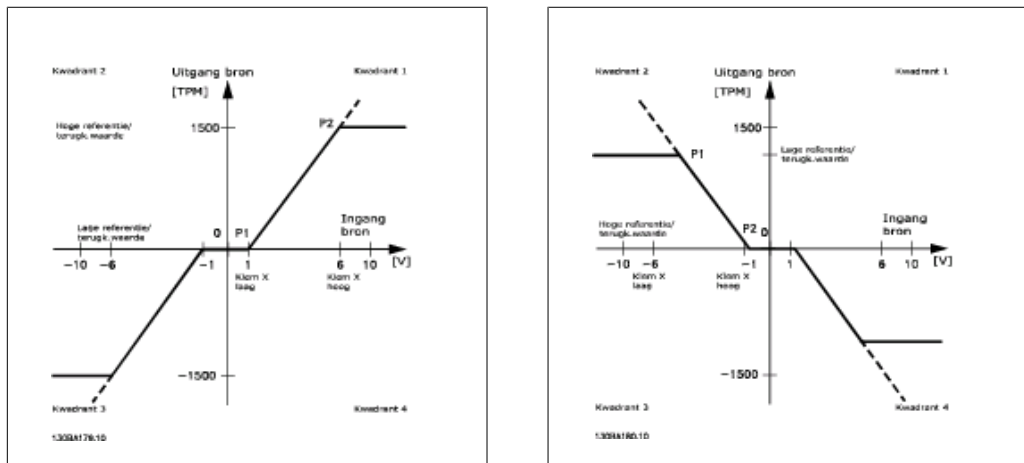 Kwadrant 2
Uitgang bron
Kwadrant 1
[TPM]
Hoge referentie/
terugk.waarde
1500
P2
Lage referentie/
terugk.waarde
0
P1
Ingang
bron
-10
-6
-1
1
6
10
[V]
Klem X
laag
Klem X
hoog
-1500
Kwadrant 3
Kwadrant 4
130BA179.10
Kwadrant 2
Uitgang bron
Kwadrant 1
[TPM]
1500
P1
Lage referentie/
terugk.waarde
Hoge referentie/
terugk.waarde
P2
0
Ingang
bron
-10
-6
-1
1
6
10
[V]
Klem X
laag
Klem X
hoog
-1500
Kwadrant 3
Kwadrant 4
130BA180.10